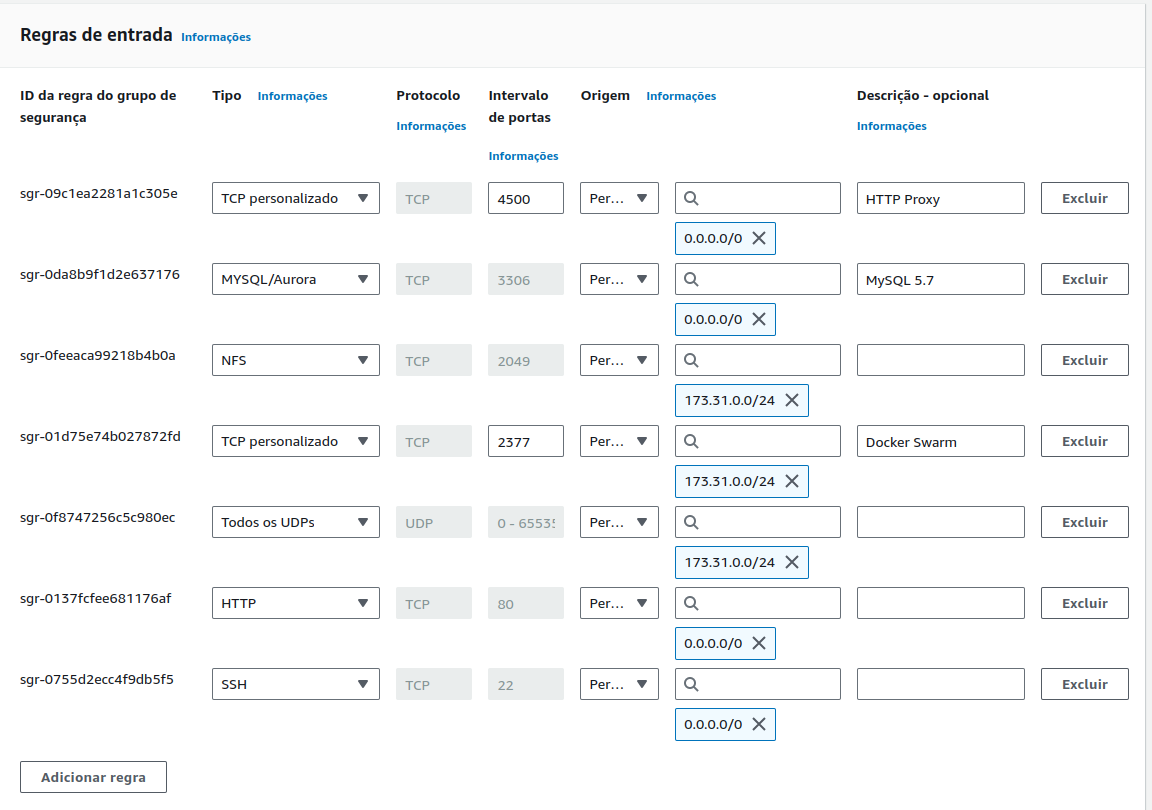 Regras de entrada Informações
ID da regra do grupo de segurança
Tipo Informações
Protocolo Informações
Intervalo de portas Informações
Origem Informações
Descrição - opcional Informações
sgr-09c1ea2281a1c305e TCP personalizado TCP 4500 Per... HTTP Proxy Excluir
0.0.0.0/0
sgr-0da8b9f1d2e637176 MYSQL/Aurora TCP 3306 Per... MySQL 5.7 Excluir
0.0.0.0/0
sgr-0feeaca99218b4b0a NFS TCP 2049 Per... Excluir
173.31.0.0/24
sgr-01d75e74b027872fd TCP personalizado TCP 2377 Per... Docker Swarm Excluir
173.31.0.0/24
sgr-0f8747256c5c980ec Todos os UDPs UDP 0 - 65535 Per... Excluir
173.31.0.0/24
sgr-0137fcfee681176af HTTP TCP 80 Per... Excluir
0.0.0.0/0
sgr-0755d2ecc4f9db5f5 SSH TCP 22 Per... Excluir
0.0.0.0/0
Adicionar regra